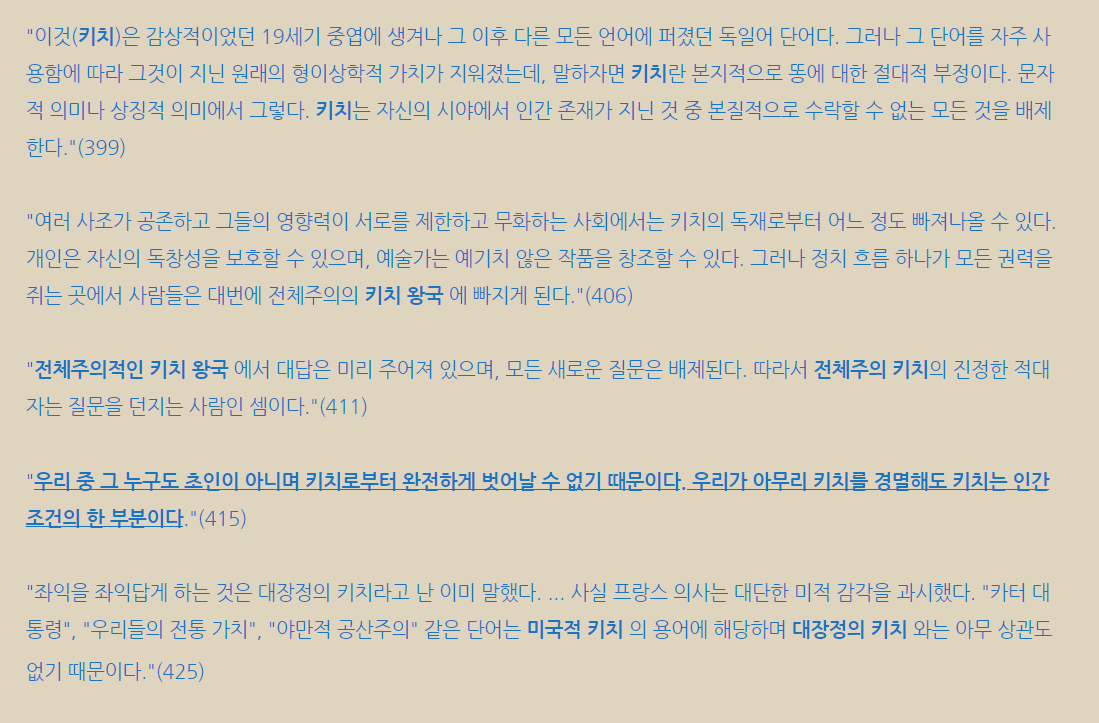 "이것(키치)은 감상적이었던 19세기 중엽에 생겨나 그 이후 다른 모든 언어에 퍼졌던 독일어 단어다. 그러나 그 단어를 자주 사
용함에 따라 그것이 지닌 원래의 형이상학적 가치가 지워졌는데, 말하자면 키치란 본지적으로 똥에 대한 절대적 부정이다. 문자
적 의미나 상징적 의미에서 그렇다. 키치는 자신의 시야에서 인간 존재가 지닌 것 중 본질적으로 수락할 수 없는 모든 것을 배제
한다."(399)
"여러 사조가 공존하고 그들의 영향력이 서로를 제한하고 무화하는 사회에서는 키치의 독재로부터 어느 정도 빠져나올 수 있다.
개인은 자신의 독창성을 보호할 수 있으며, 예술가는 예기치 않은 작품을 창조할 수 있다. 그러나 정치 흐름 하나가 모든 권력을
쥐는 곳에서 사람들은 대번에 전체주의의 키치 왕국 에 빠지게 된다."(406)
"전체주의적인 키치 왕국 에서 대답은 미리 주어져 있으며, 모든 새로운 질문은 배제된다. 따라서 전체주의 키치의 진정한 적대
자는 질문을 던지는 사람인 셈이다."(411)
"우리 중 그 누구도 초인이 아니며 키치로부터 완전하게 벗어날 수 없기 때문이다. 우리가 아무리 키치를 경멸해도 키치는 인간
조건의 한 부분이다."(415)
"좌익을 좌익답게 하는 것은 대장정의 키치라고 난 이미 말했다. ... 사실 프랑스 의사는 대단한 미적 감각을 과시했다. "카터 대
통령", "우리들의 전통 가치", "야만적 공산주의" 같은 단어는 미국적 키치 의 용어에 해당하며 대장정의 키치 와는 아무 상관도
없기 때문이다."(425)